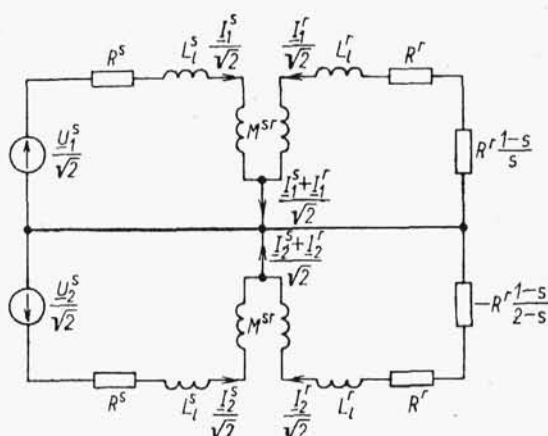 R^s L_l^s I_1^s/√2 I_1^r/√2 L_l^r R^r
U_1^s/√2 M^sr R^r (1-s)/s
(I_1^s+I_1^r)/√2
(I_2^s+I_2^r)/√2
U_2^s/√2 M^sr -R^r (1-s)/(2-s)
R^s L_l^s I_2^s/√2 I_2^r/√2 L_l^r R^r